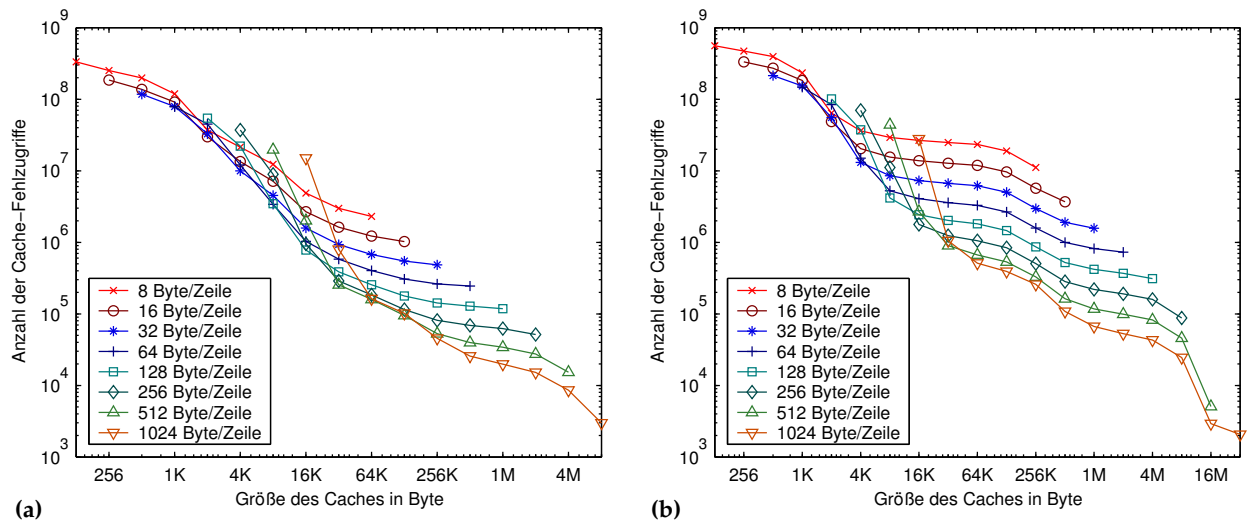 10^9
10^8
10^7
10^6
10^5
10^4
10^3
Anzahl der Cache−Fehlzugriffe
8 Byte/Zeile
16 Byte/Zeile
32 Byte/Zeile
64 Byte/Zeile
128 Byte/Zeile
256 Byte/Zeile
512 Byte/Zeile
1024 Byte/Zeile
256 1K 4K 16K 64K 256K 1M 4M
Größe des Caches in Byte
(a)
10^9
10^8
10^7
10^6
10^5
10^4
10^3
Anzahl der Cache−Fehlzugriffe
8 Byte/Zeile
16 Byte/Zeile
32 Byte/Zeile
64 Byte/Zeile
128 Byte/Zeile
256 Byte/Zeile
512 Byte/Zeile
1024 Byte/Zeile
256 1K 4K 16K 64K 256K 1M 4M 16M
Größe des Caches in Byte
(b)